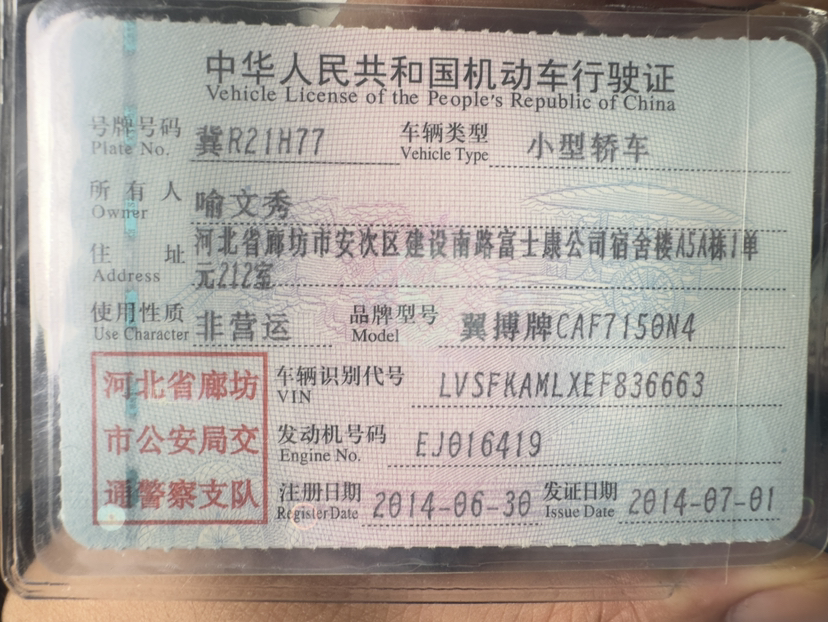 中华人民共和国机动车行驶证
Vehicle License of the People's Republic of China
号牌号码 冀R21H77 车辆类型 小型轿车
Plate No. Vehicle Type
所有人 喻文秀
Owner
住址 河北省廊坊市安次区建设南路富士康公司宿舍楼A5A栋1单
Address 元212室
使用性质 非营运 品牌型号 翼搏牌CAF7150N4
Use Character Model
河北省廊坊 车辆识别代号 LVSFKAMLXEF836663
VIN
市公安局交 发动机号码 EJ016419
Engine No.
通警察支队 注册日期 2014-06-30 发证日期 2014-07-01
Register Date Issue Date